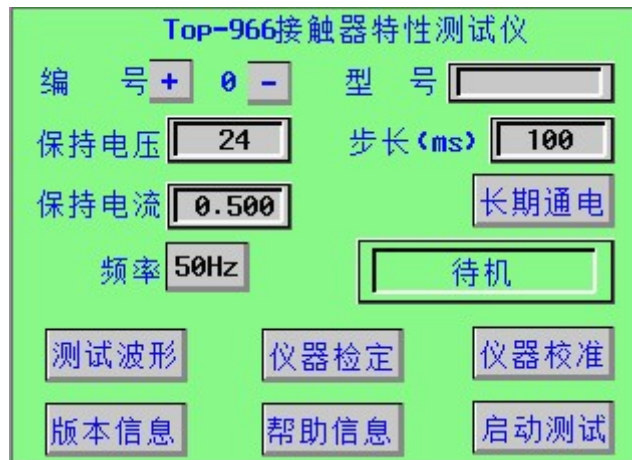 Top-966接触器特性测试仪
编 号 + 0 - 型 号
保持电压 24 步长(ms) 100
保持电流 0.500 长期通电
频率 50Hz 待机
测试波形 仪器检定 仪器校准
版本信息 帮助信息 启动测试